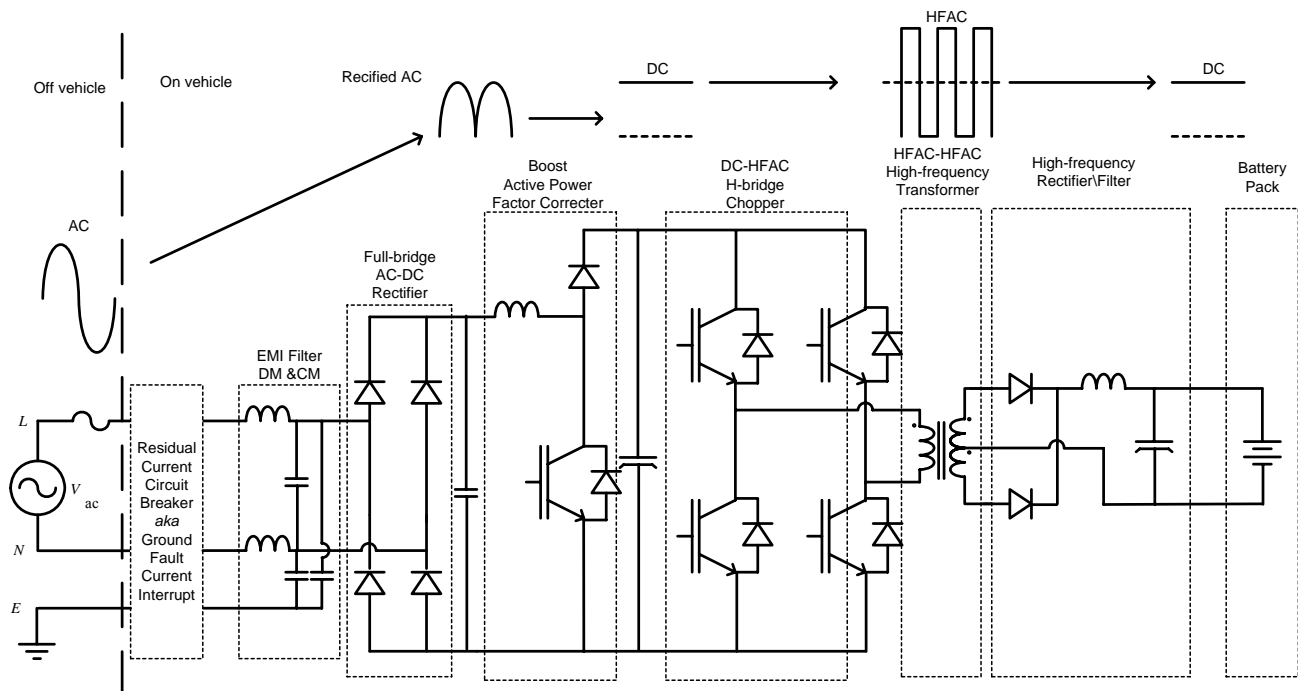 HFAC
Off vehicle
On vehicle
Recified AC
DC
DC
AC
Boost
Active Power
Factor Correcter
DC-HFAC
H-bridge
Chopper
HFAC-HFAC
High-frequency
Transformer
High-frequency
Rectifier\Filter
Battery
Pack
Full-bridge
AC-DC
Rectifier
EMI Filter
DM &CM
L
V
ac
N
E
Residual
Current
Circuit
Breaker
aka
Ground
Fault
Current
Interrupt